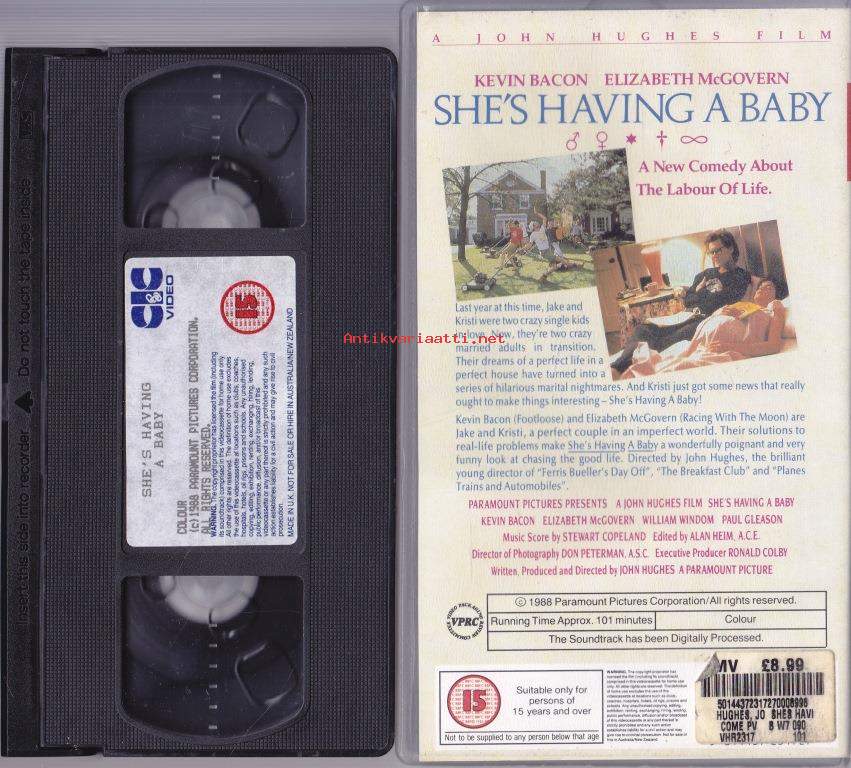 Do not touch the tape inside
VHS
Insert this side into recorder
CIC
VIDEO
15
SHE'S HAVING
A BABY
COLOUR
(c)1988 PARAMOUNT PICTURES CORPORATION.
ALL RIGHTS RESERVED.
MADE IN U.K. NOT FOR SALE OR HIRE IN AUSTRALIA/NEW ZEALAND
A JOHN HUGHES FILM
KEVIN BACON ELIZABETH McGOVERN
SHE'S HAVING A BABY
♂ ♀ ✶ † ∞
A New Comedy About
The Labour Of Life.
Last year at this time, Jake and
Kristi were two crazy single kids
in love. Now, they're two crazy
married adults in transition.
Their dreams of a perfect life in a
perfect house have turned into a
series of hilarious marital nightmares. And Kristi just got some news that really
ought to make things interesting – She's Having A Baby!
Kevin Bacon (Footloose) and Elizabeth McGovern (Racing With The Moon) are
Jake and Kristi, a perfect couple in an imperfect world. Their solutions to
real-life problems make She's Having A Baby a wonderfully poignant and very
funny look at chasing the good life. Directed by John Hughes, the brilliant
young director of "Ferris Bueller's Day Off", "The Breakfast Club" and "Planes
Trains and Automobiles".
PARAMOUNT PICTURES PRESENTS A JOHN HUGHES FILM SHE'S HAVING A BABY
KEVIN BACON ELIZABETH McGOVERN WILLIAM WINDOM PAUL GLEASON
Music Score by STEWART COPELAND Edited by ALAN HEIM, A.C.E.
Director of Photography DON PETERMAN, A.S.C. Executive Producer RONALD COLBY
Written, Produced and Directed by JOHN HUGHES A PARAMOUNT PICTURE
© 1988 Paramount Pictures Corporation/All rights reserved.
Running Time Approx. 101 minutes
Colour
The Soundtrack has been Digitally Processed.
VPRC
15
Suitable only for
persons of
15 years and over
Not to be supplied to any person below that age
MV £8.99
HUGHES, JO SHES HAVI
COME PV 8 W7 090
VHR2317 101
Antikvariaatti.net